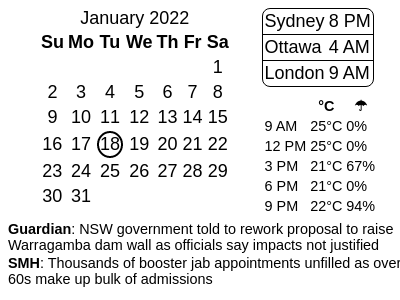 January 2022
Su Mo Tu We Th Fr Sa
1
2 3 4 5 6 7 8
9 10 11 12 13 14 15
16 17 18 19 20 21 22
23 24 25 26 27 28 29
30 31
Sydney 8 PM
Ottawa 4 AM
London 9 AM
°C ☂
9 AM 25°C 0%
12 PM 25°C 0%
3 PM 21°C 67%
6 PM 21°C 0%
9 PM 22°C 94%
Guardian: NSW government told to rework proposal to raise
Warragamba dam wall as officials say impacts not justified
SMH: Thousands of booster jab appointments unfilled as over
60s make up bulk of admissions